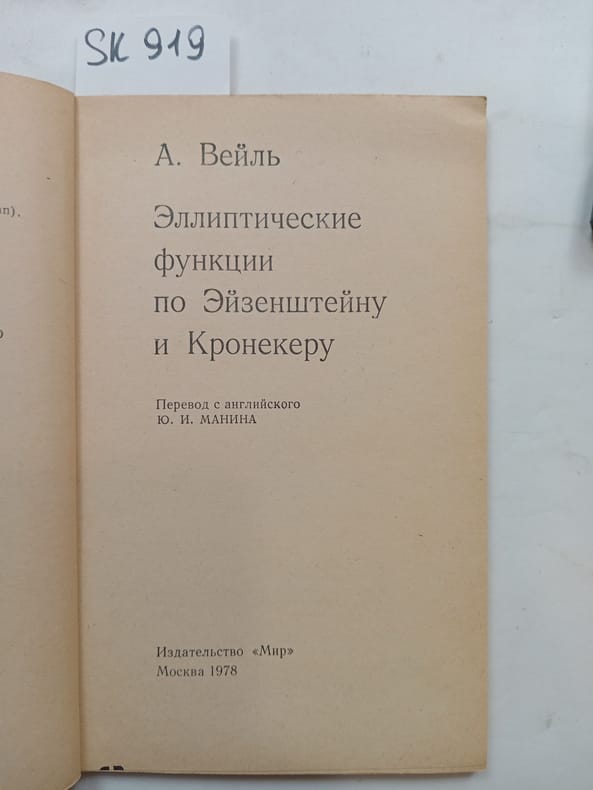 SK 919
А. Вейль
Эллиптические
функции
по Эйзенштейну
и Кронекеру
Перевод с английского
Ю. И. МАНИНА
Издательство «Мир»
Москва 1978